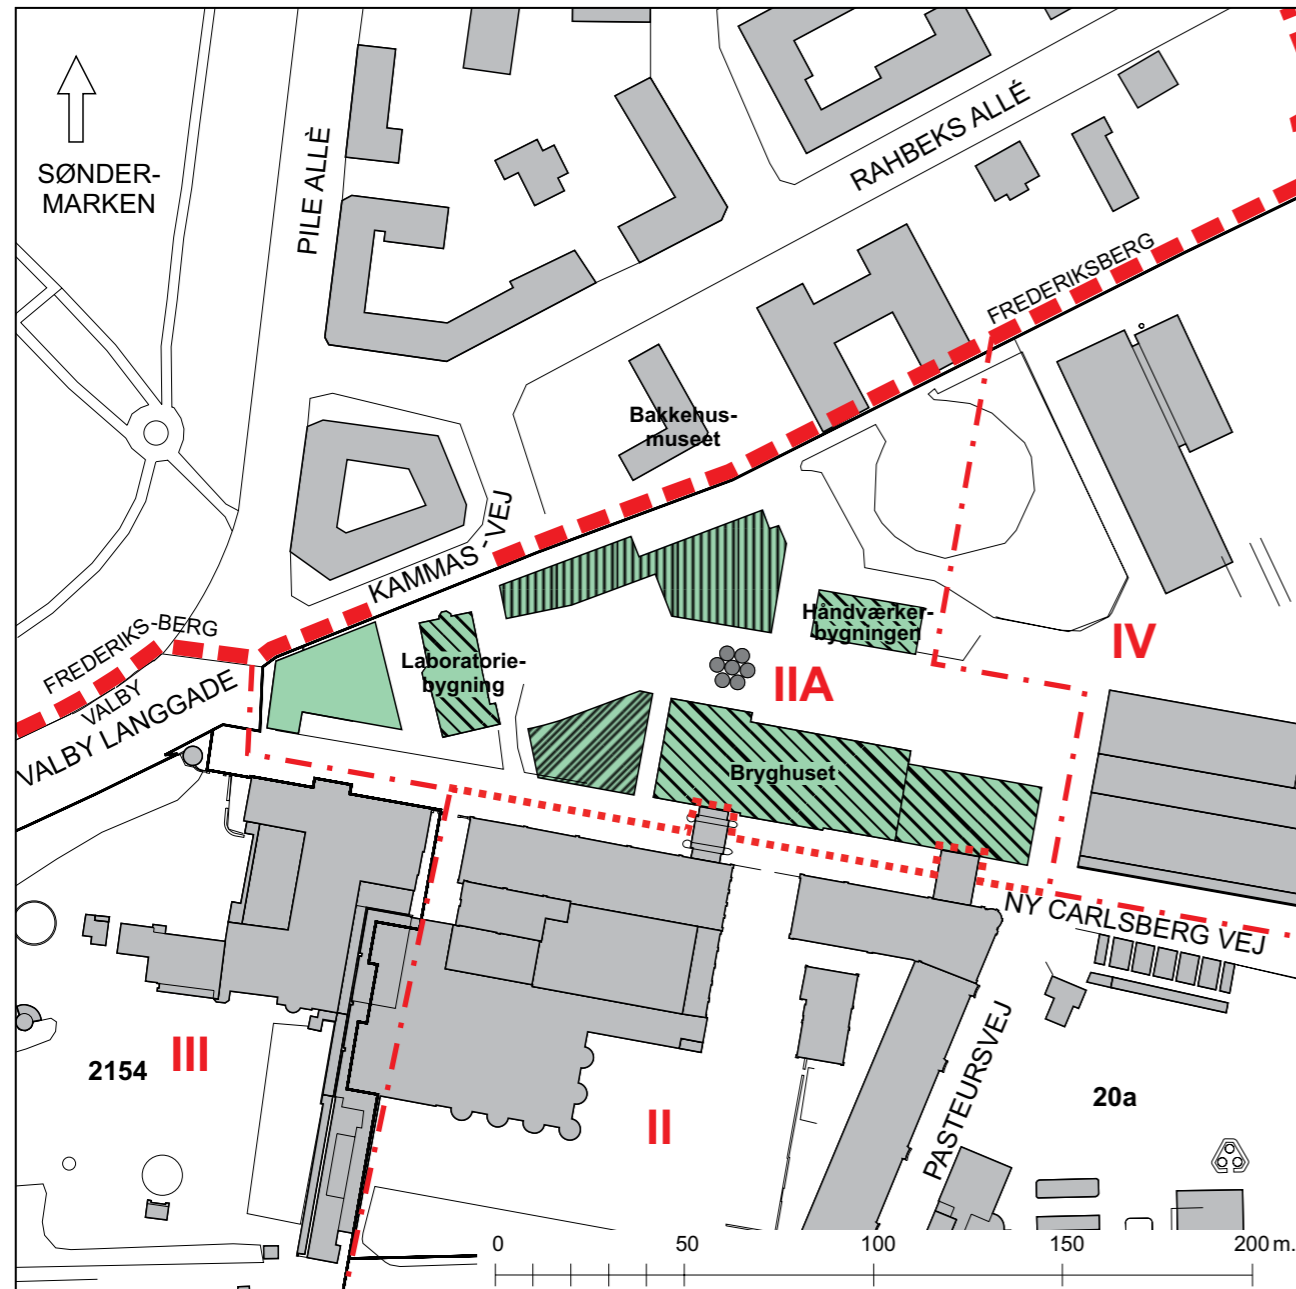 SØNDER-
MARKEN
PILE ALLÈ
RAHBEKS ALLÉ
FREDERIKSBERG
Bakkehus-
museet
KAMMAS - VEJ
FREDERIKS-BERG
VALBY
VALBY LANGGADE
Laboratorie-
bygning
Håndværker-
bygningen
IV
IIA
Bryghuset
NY CARLSBERG VEJ
PASTEURSVEJ
III
2154
II
20a
0 50 100 150 200 m.